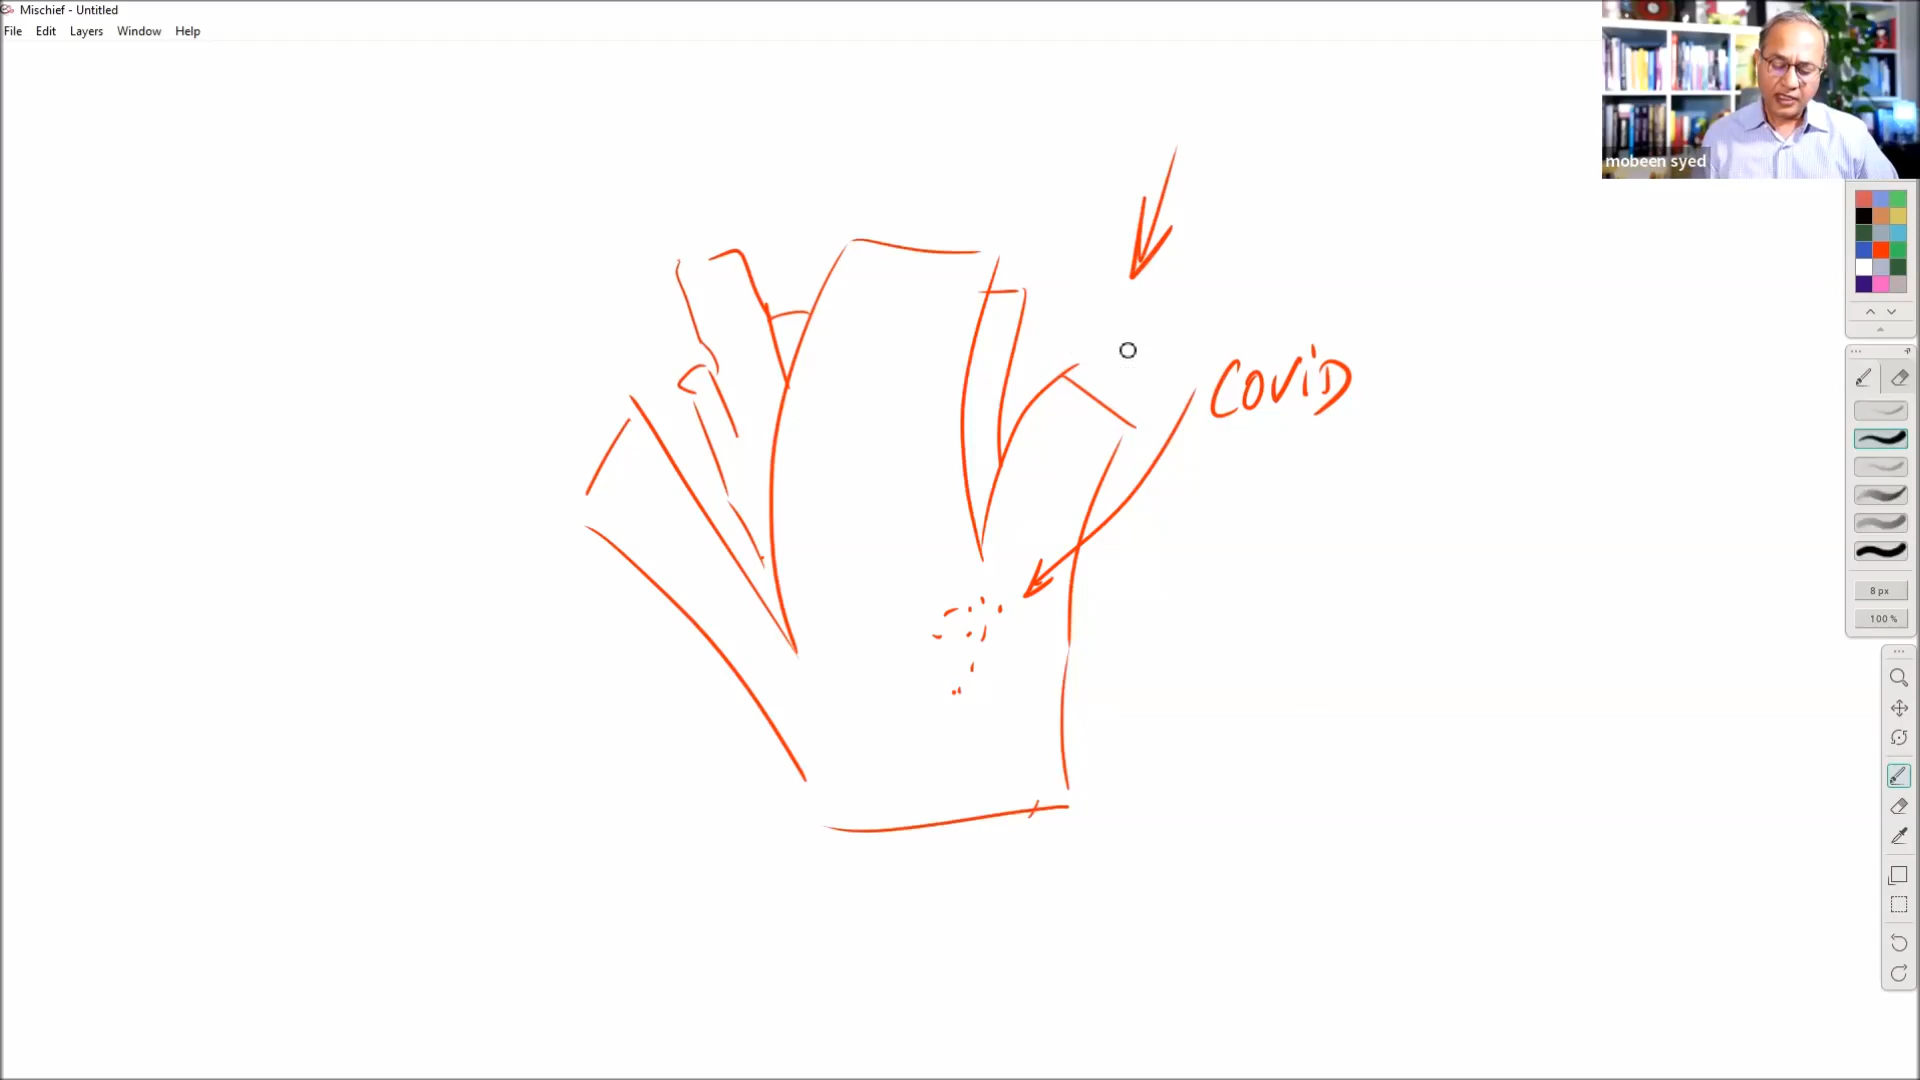 Mischief - Untitled
File Edit Layers Window Help
mobeen syed
COViD
8 px
100 %